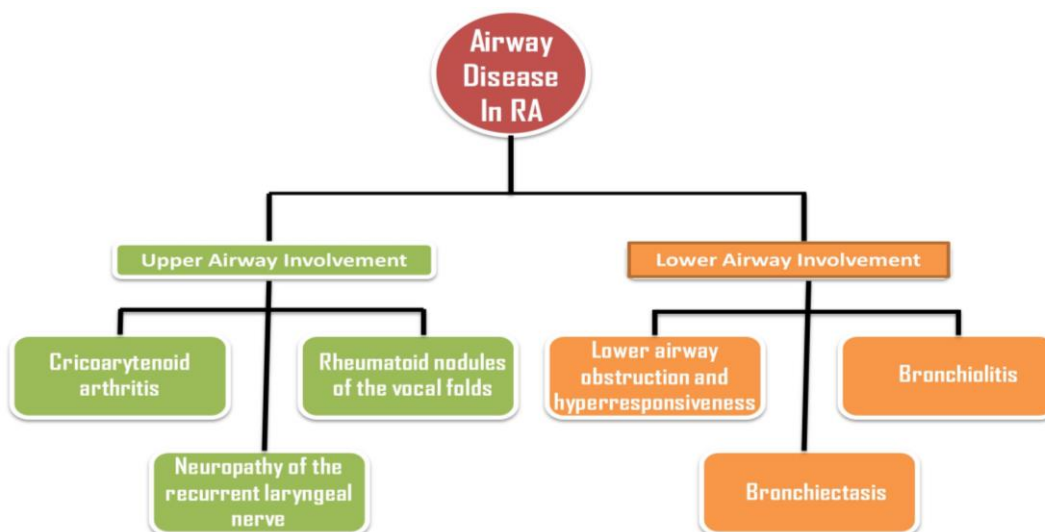 Airway
Disease
In RA
Upper Airway Involvement
Lower Airway Involvement
Cricoarytenoid
arthritis
Rheumatoid nodules
of the vocal folds
Lower airway
obstruction and
hyperresponsiveness
Bronchiolitis
Neuropathy of the
recurrent laryngeal
nerve
Bronchiectasis